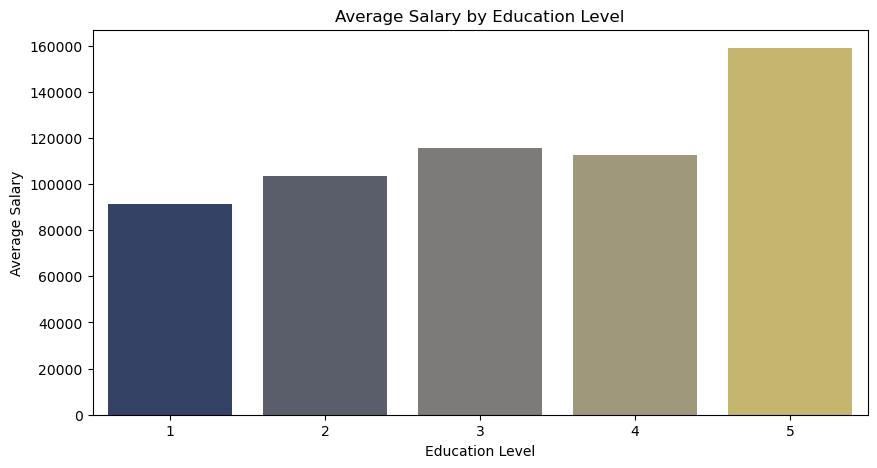 Average Salary by Education Level
160000
140000
120000
100000
80000
60000
40000
20000
0
Average Salary
1 2 3 4 5
Education Level